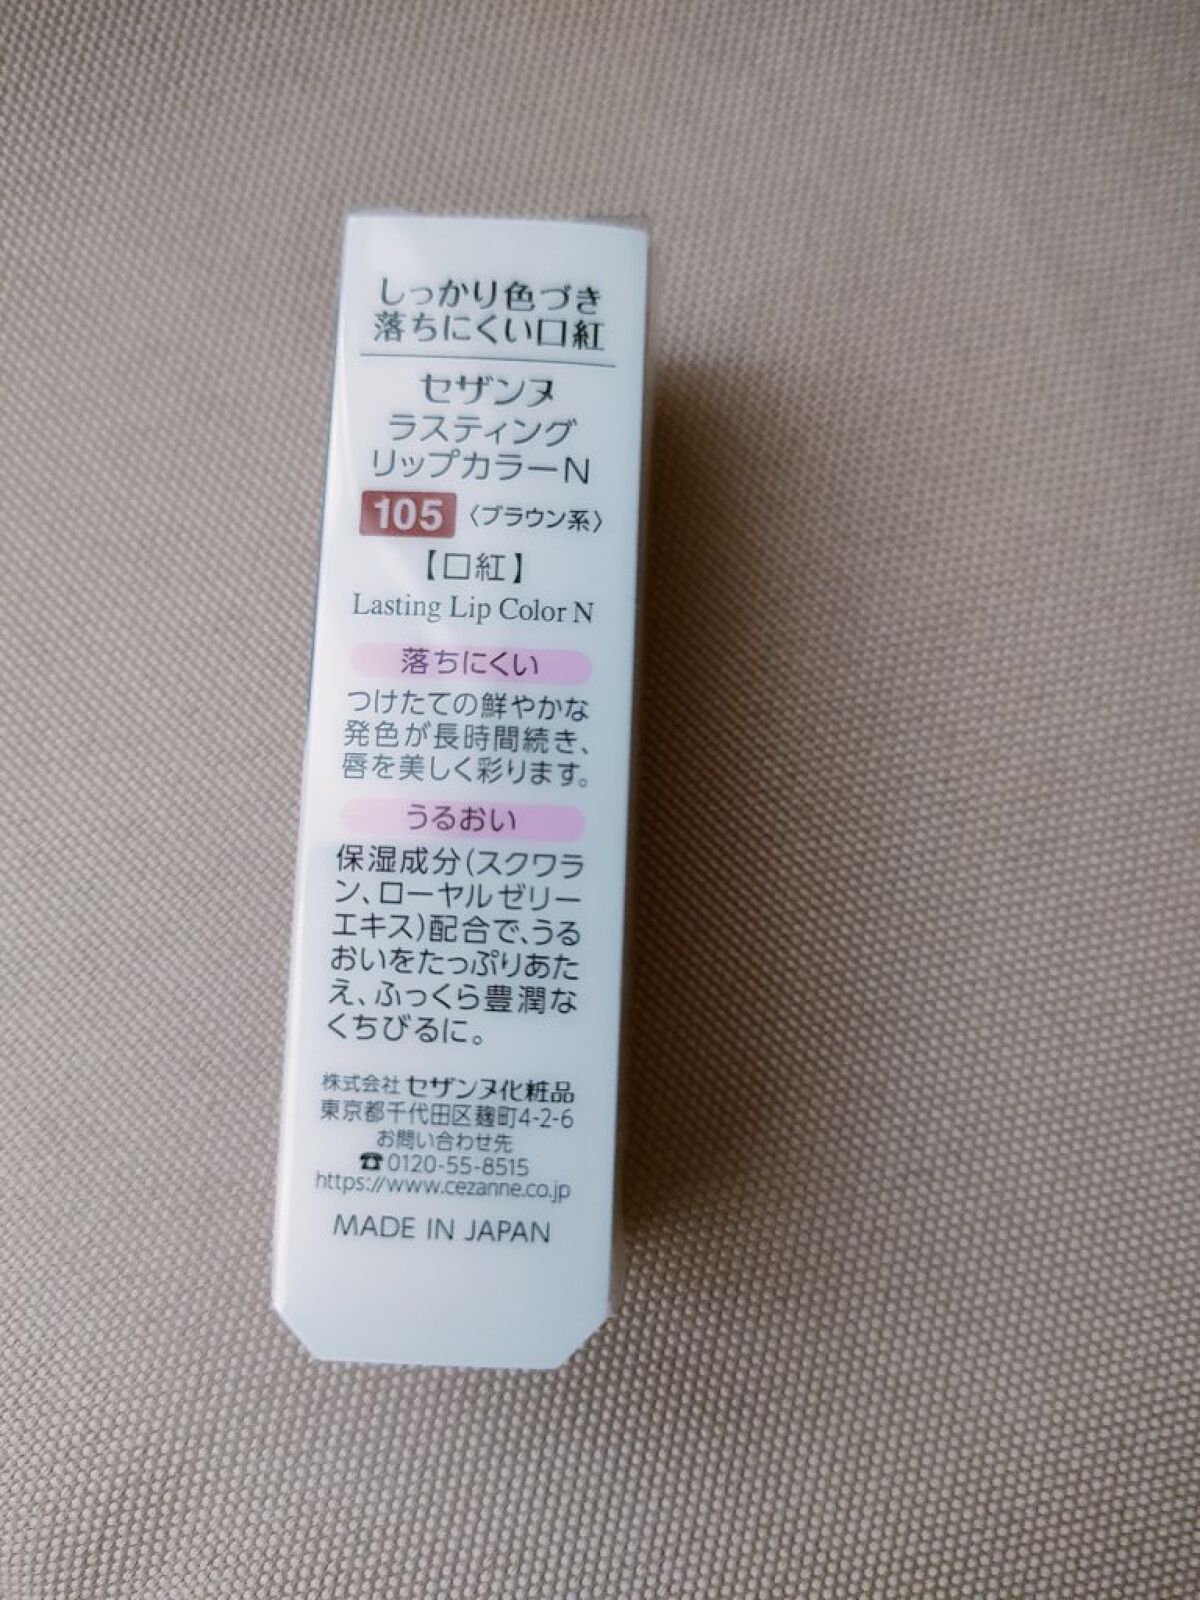 しっかり色づき
落ちにくい口紅
セザンヌ
ラスティング
リップカラーN
105 〈ブラウン系〉
【口紅】
Lasting Lip Color N
落ちにくい
つけたての鮮やかな
発色が長時間続き、
唇を美しく彩ります。
うるおい
保湿成分(スクワラ
ン、ローヤルゼリー
エキス)配合で、うる
おいをたっぷりあた
え、ふっくら豊潤な
くちびるに。
株式会社 セザンヌ化粧品
東京都千代田区麹町4-2-6
お問い合わせ先
☎0120-55-8515
https://www.cezanne.co.jp
MADE IN JAPAN